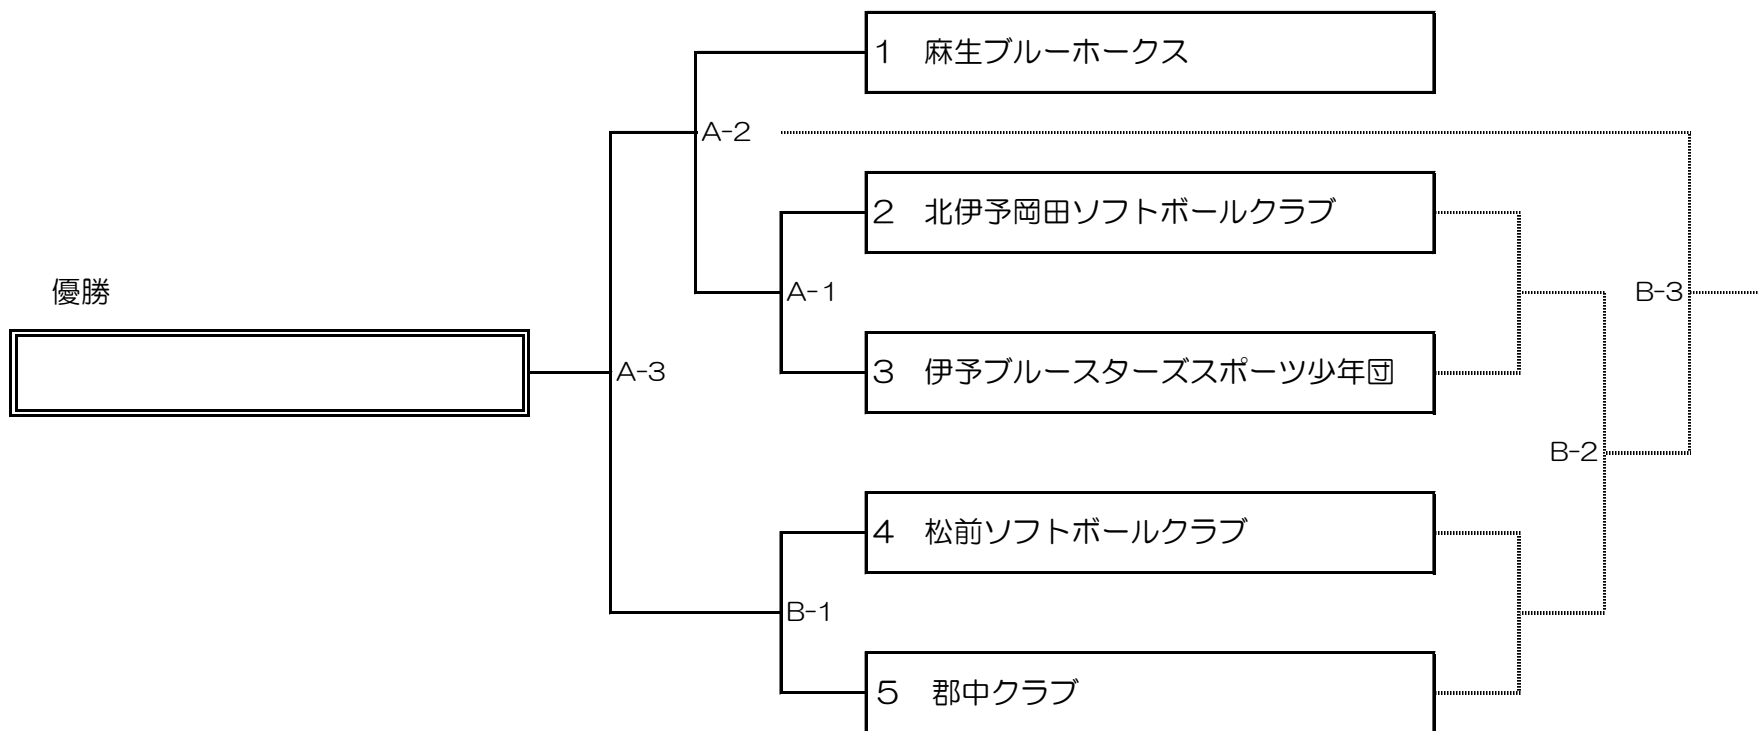 1 麻生ブルーホークス
A-2
2 北伊予岡田ソフトボールクラブ
優勝
A-1
B-3
A-3
3 伊予ブルースターズスポーツ少年団
B-2
4 松前ソフトボールクラブ
B-1
5 郡中クラブ